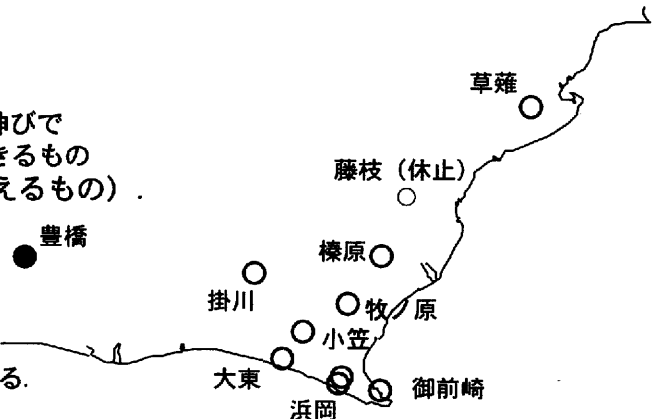 草薙
伸びで
きるもの
えるもの）．
藤枝（休止）
豊橋
榛原
掛川
牧ノ原
小笠
る.
大東
御前崎
浜岡